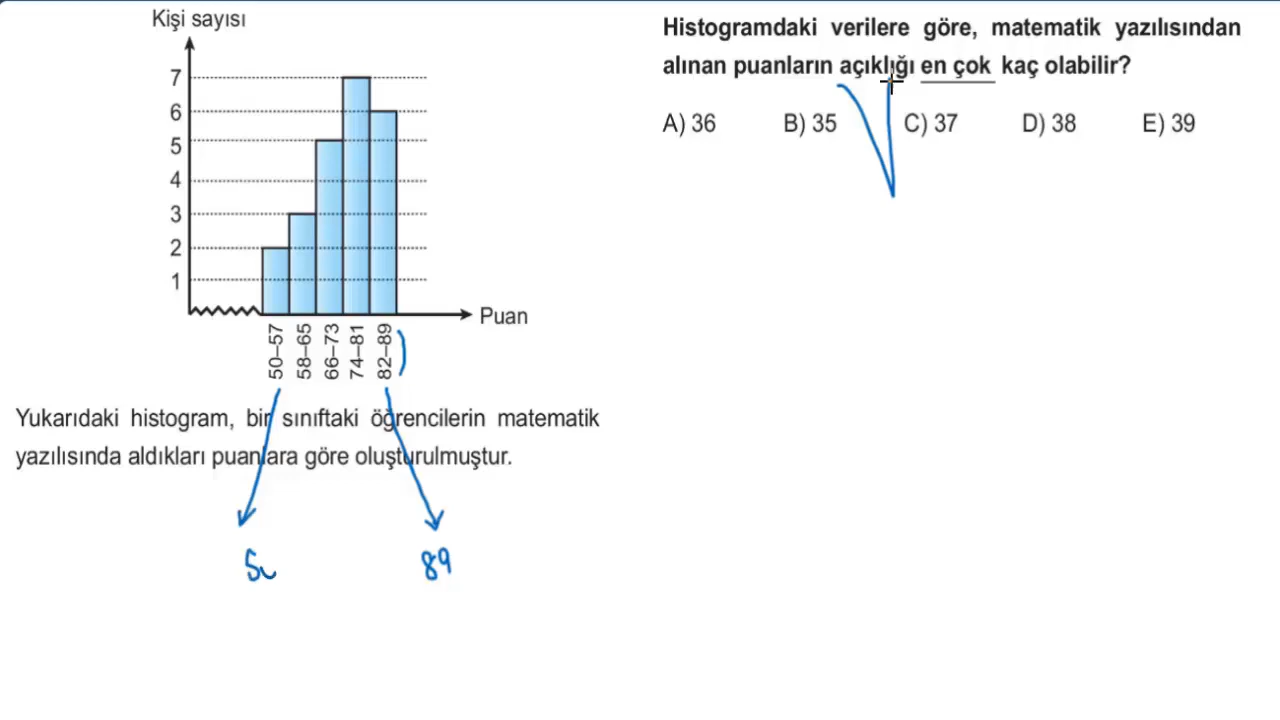 Kişi sayısı
7
6
5
4
3
2
1
Puan
50–57
58–65
66–73
74–81
82–89
Yukarıdaki histogram, bir sınıftaki öğrencilerin matematik
yazılısında aldıkları puanlara göre oluşturulmuştur.
89
Histogramdaki verilere göre, matematik yazılısından
alınan puanların açıklığı en çok kaç olabilir?
A) 36 B) 35 C) 37 D) 38 E) 39